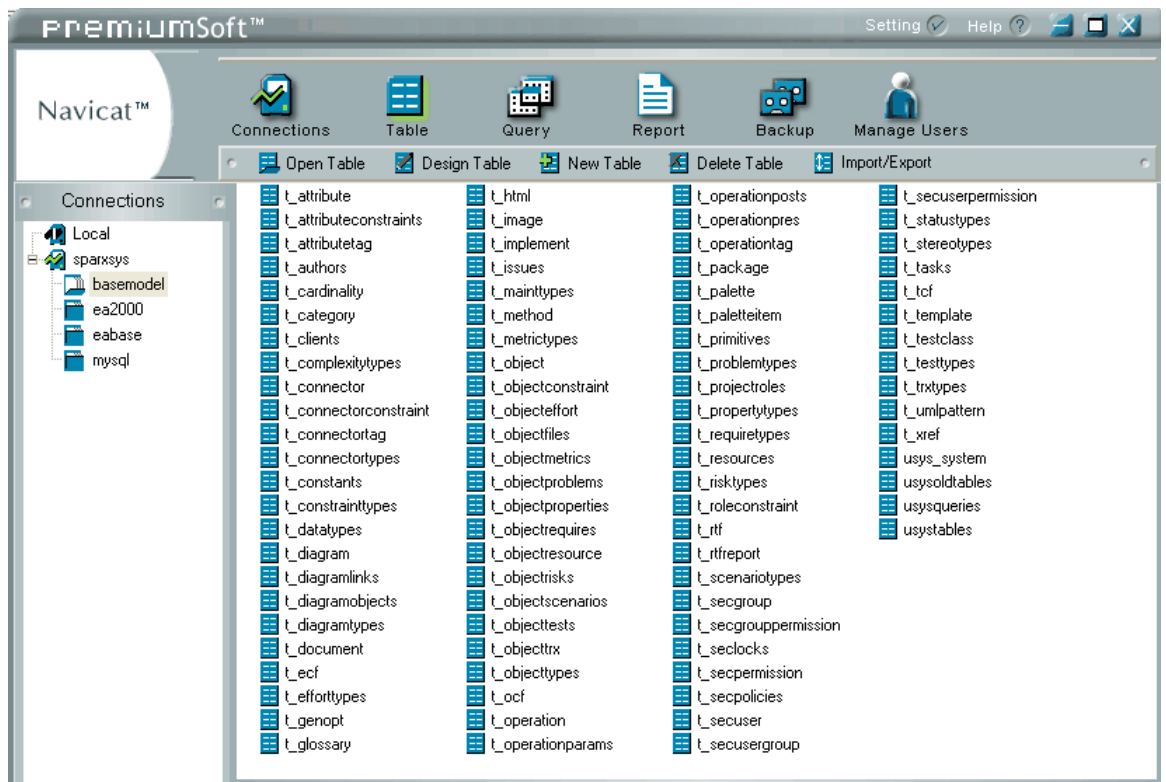 PremiumSoft™
Setting Help
Navicat™
Connections Table Query Report Backup Manage Users
Open Table Design Table New Table Delete Table Import/Export
Connections
Local
sparxsys
basemodel
ea2000
eabase
mysql
t_attribute
t_attributeconstraints
t_attributetag
t_authors
t_cardinality
t_category
t_clients
t_complexitytypes
t_connector
t_connectorconstraint
t_connectortag
t_connectortypes
t_constants
t_constrainttypes
t_datatypes
t_diagram
t_diagramlinks
t_diagramobjects
t_diagramtypes
t_document
t_ecf
t_efforttypes
t_genopt
t_glossary
t_html
t_image
t_implement
t_issues
t_mainttypes
t_method
t_metrictypes
t_object
t_objectconstraint
t_objecteffort
t_objectfiles
t_objectmetrics
t_objectproblems
t_objectproperties
t_objectrequires
t_objectresource
t_objectrisks
t_objectscenarios
t_objecttests
t_objecttrx
t_objecttypes
t_ocf
t_operation
t_operationparams
t_operationposts
t_operationpres
t_operationtag
t_package
t_palette
t_paletteitem
t_primitives
t_problemtypes
t_projectroles
t_propertytypes
t_requiretypes
t_resources
t_risktypes
t_roleconstraint
t_rtf
t_rtfreport
t_scenariotypes
t_secgroup
t_secgrouppermission
t_seclocks
t_secpermission
t_secpolicies
t_secuser
t_secusergroup
t_secuserpermission
t_statustypes
t_stereotypes
t_tasks
t_tcf
t_template
t_testclass
t_testtypes
t_trxtypes
t_umlpattern
t_xref
usys_system
usysoldtables
usysqueries
usystables